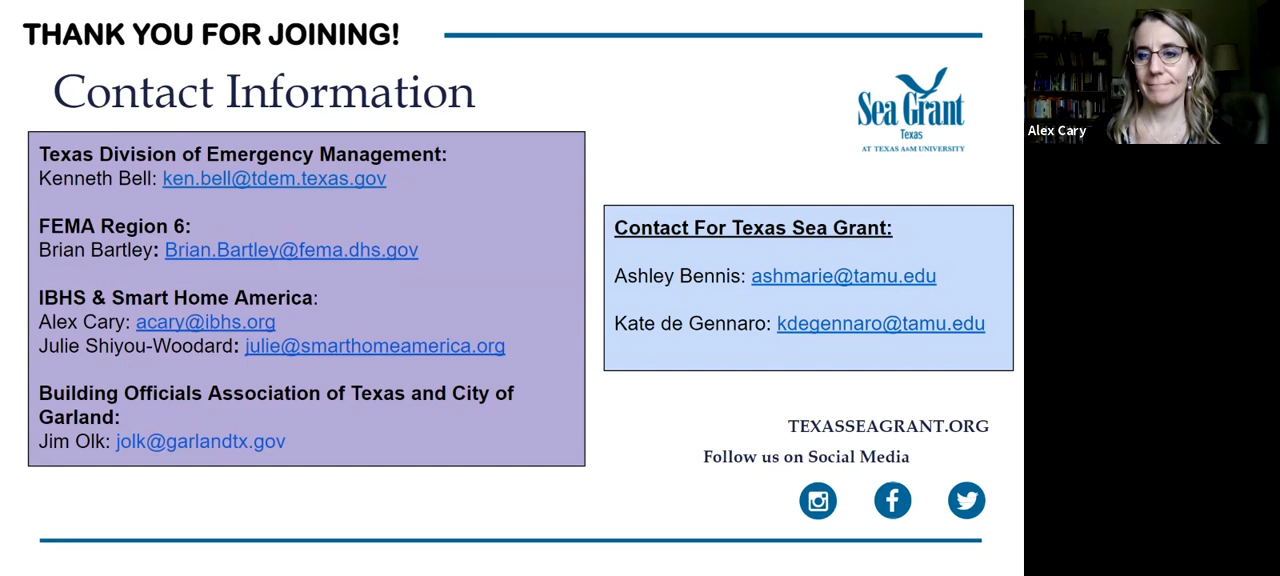 THANK YOU FOR JOINING!
Contact Information
Sea Grant
Texas
AT TEXAS A&M UNIVERSITY
Alex Cary
Texas Division of Emergency Management:
Kenneth Bell: ken.bell@tdem.texas.gov
FEMA Region 6:
Brian Bartley: Brian.Bartley@fema.dhs.gov
IBHS & Smart Home America:
Alex Cary: acary@ibhs.org
Julie Shiyou-Woodard: julie@smarthomeamerica.org
Building Officials Association of Texas and City of
Garland:
Jim Olk: jolk@garlandtx.gov
Contact For Texas Sea Grant:
Ashley Bennis: ashmarie@tamu.edu
Kate de Gennaro: kdegennaro@tamu.edu
TEXASSEAGRANT.ORG
Follow us on Social Media